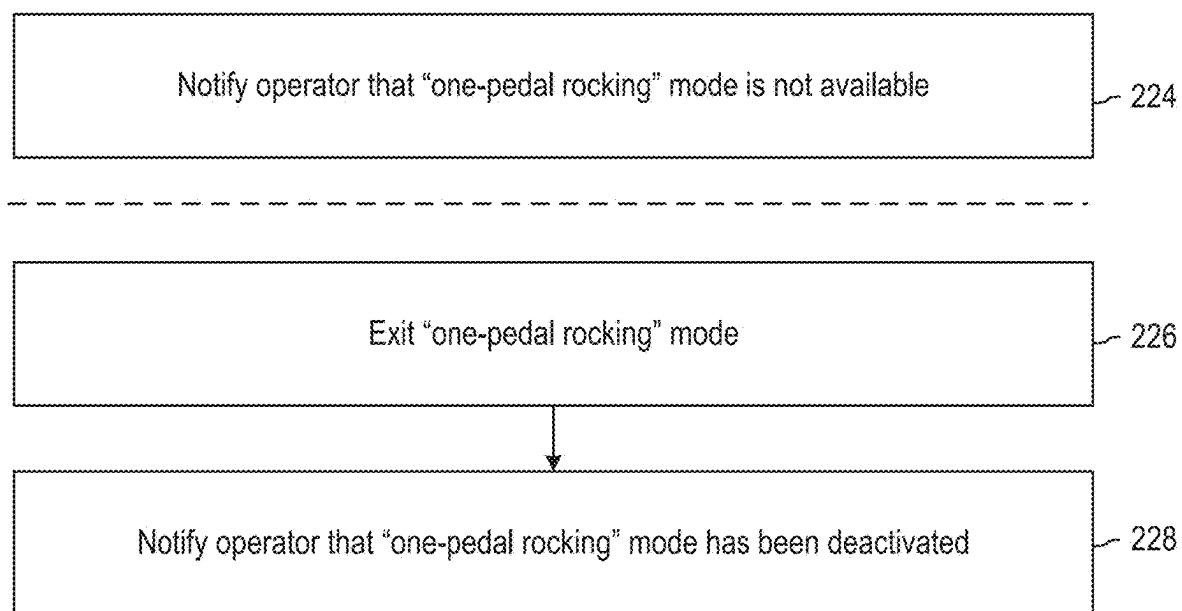 Notify operator that “one-pedal rocking” mode is not available
224
Exit “one-pedal rocking” mode
226
Notify operator that “one-pedal rocking” mode has been deactivated
228